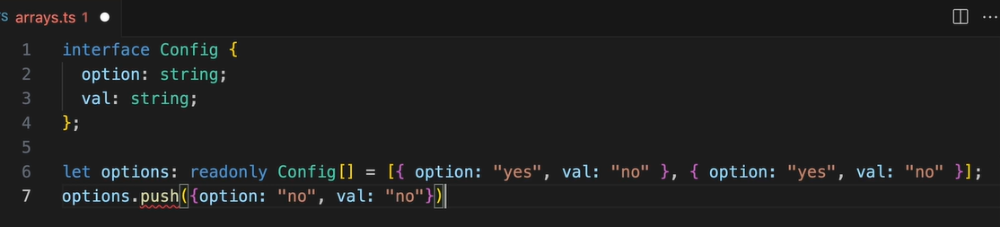 TS arrays.ts 1
1 interface Config {
2   option: string;
3   val: string;
4 };
5
6 let options: readonly Config[] = [{ option: "yes", val: "no" }, { option: "yes", val: "no" }];
7 options.push({option: "no", val: "no"})